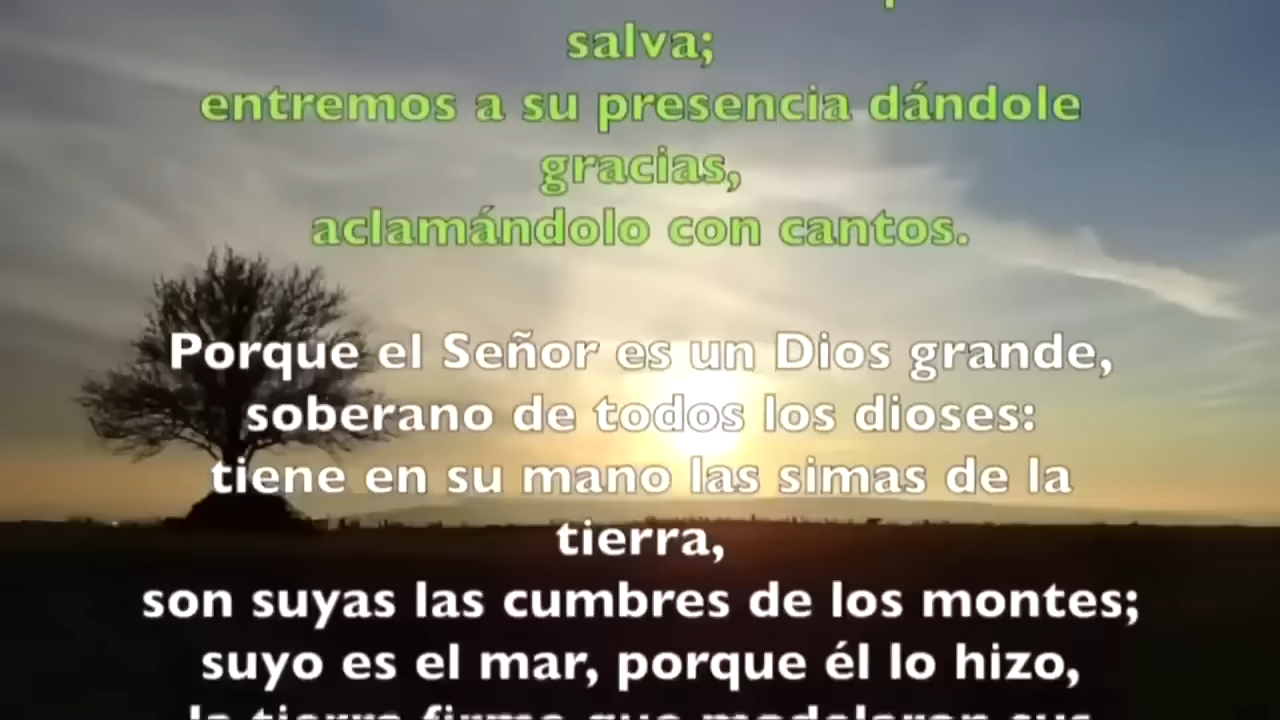 salva;
entremos a su presencia dándole
gracias,
aclamándolo con cantos.
Porque el Señor es un Dios grande,
soberano de todos los dioses:
tiene en su mano las simas de la
tierra,
son suyas las cumbres de los montes;
suyo es el mar, porque él lo hizo,
la tierra firme que modelaron sus